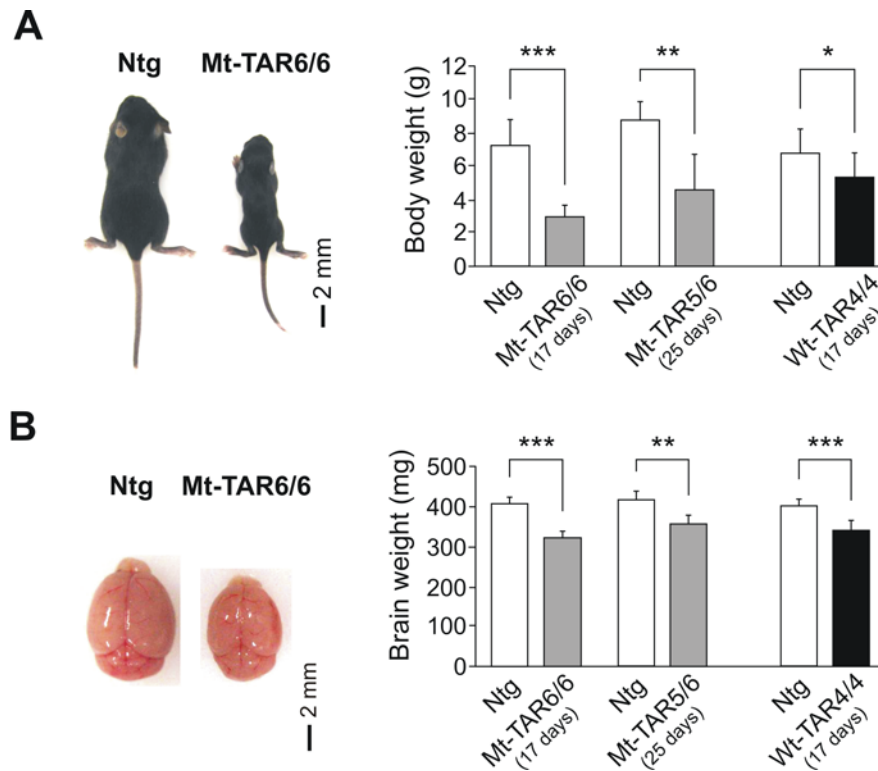 A
Ntg Mt-TAR6/6
2 mm
Body weight (g)
12
10
8
6
4
2
0
*** ** *
Ntg
Mt-TAR6/6
(17 days)
Ntg
Mt-TAR5/6
(25 days)
Ntg
Wt-TAR4/4
(17 days)
B
Ntg Mt-TAR6/6
2 mm
Brain weight (mg)
500
400
300
200
100
0
*** ** ***
Ntg
Mt-TAR6/6
(17 days)
Ntg
Mt-TAR5/6
(25 days)
Ntg
Wt-TAR4/4
(17 days)